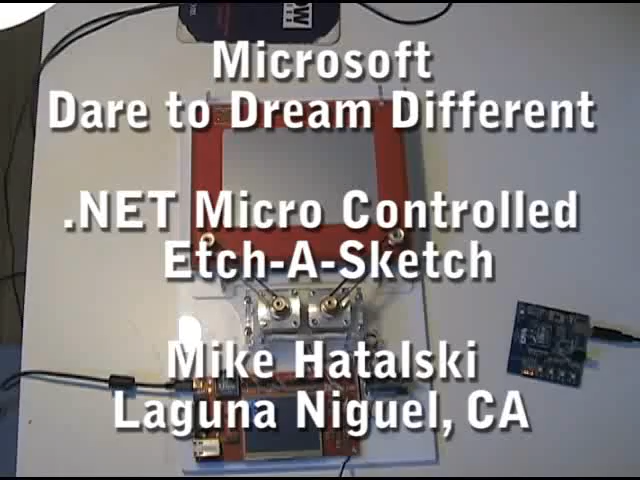 Microsoft
Dare to Dream Different
.NET Micro Controlled
Etch-A-Sketch
Mike Hatalski
Laguna Niguel, CA